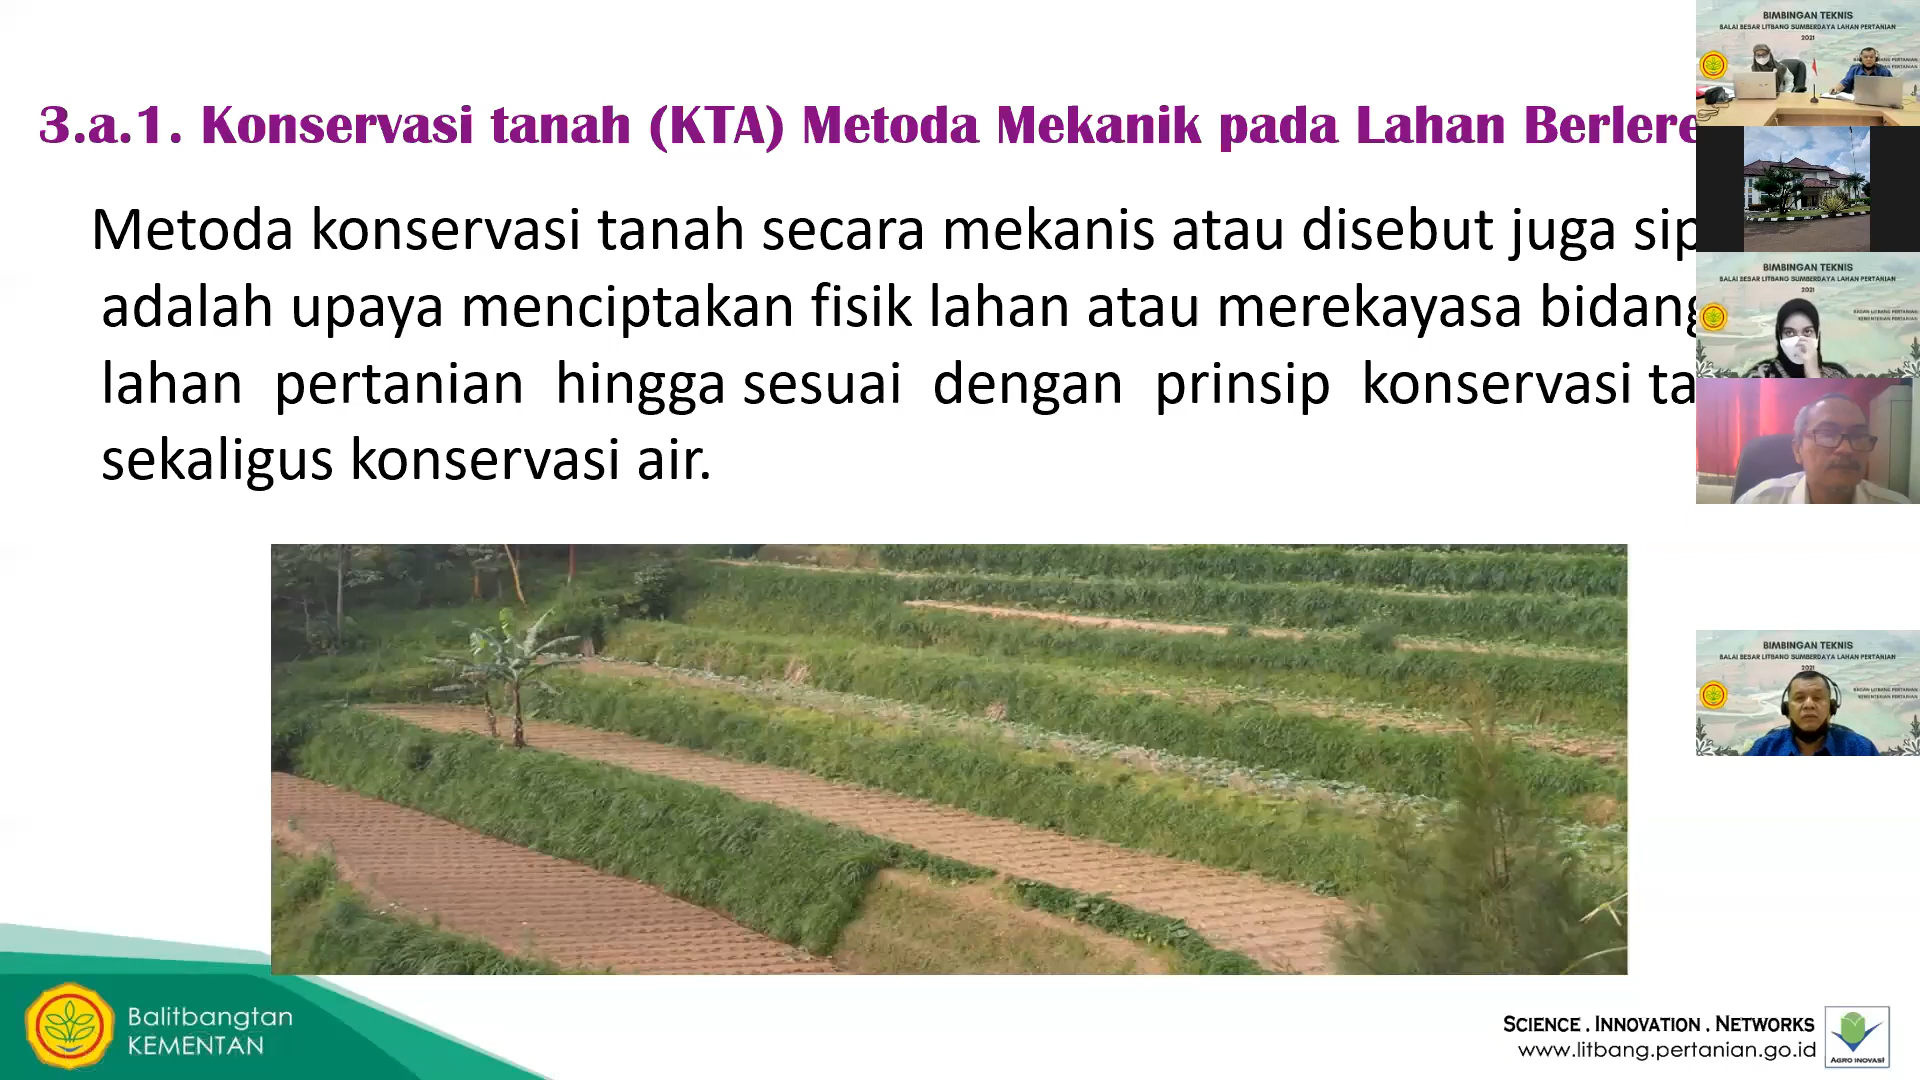 3.a.1. Konservasi tanah (KTA) Metoda Mekanik pada Lahan Berlere
Metoda konservasi tanah secara mekanis atau disebut juga sip
adalah upaya menciptakan fisik lahan atau merekayasa bidang
lahan pertanian hingga sesuai dengan prinsip konservasi ta
sekaligus konservasi air.
BIMBINGAN TEKNIS
BALAI BESAR LITBANG SUMBERDAYA LAHAN PERTANIAN
2021
BIMBINGAN TEKNIS
BALAI BESAR LITBANG SUMBERDAYA LAHAN PERTANIAN
2021
BADAN LITBANG PERTANIAN
KEMENTERIAN PERTANIAN
BIMBINGAN TEKNIS
BALAI BESAR LITBANG SUMBERDAYA LAHAN PERTANIAN
2021
BADAN LITBANG PERTANIAN
KEMENTERIAN PERTANIAN
Balitbangtan
KEMENTAN
SCIENCE . INNOVATION . NETWORKS
www.litbang.pertanian.go.id
AGRO INOVASI